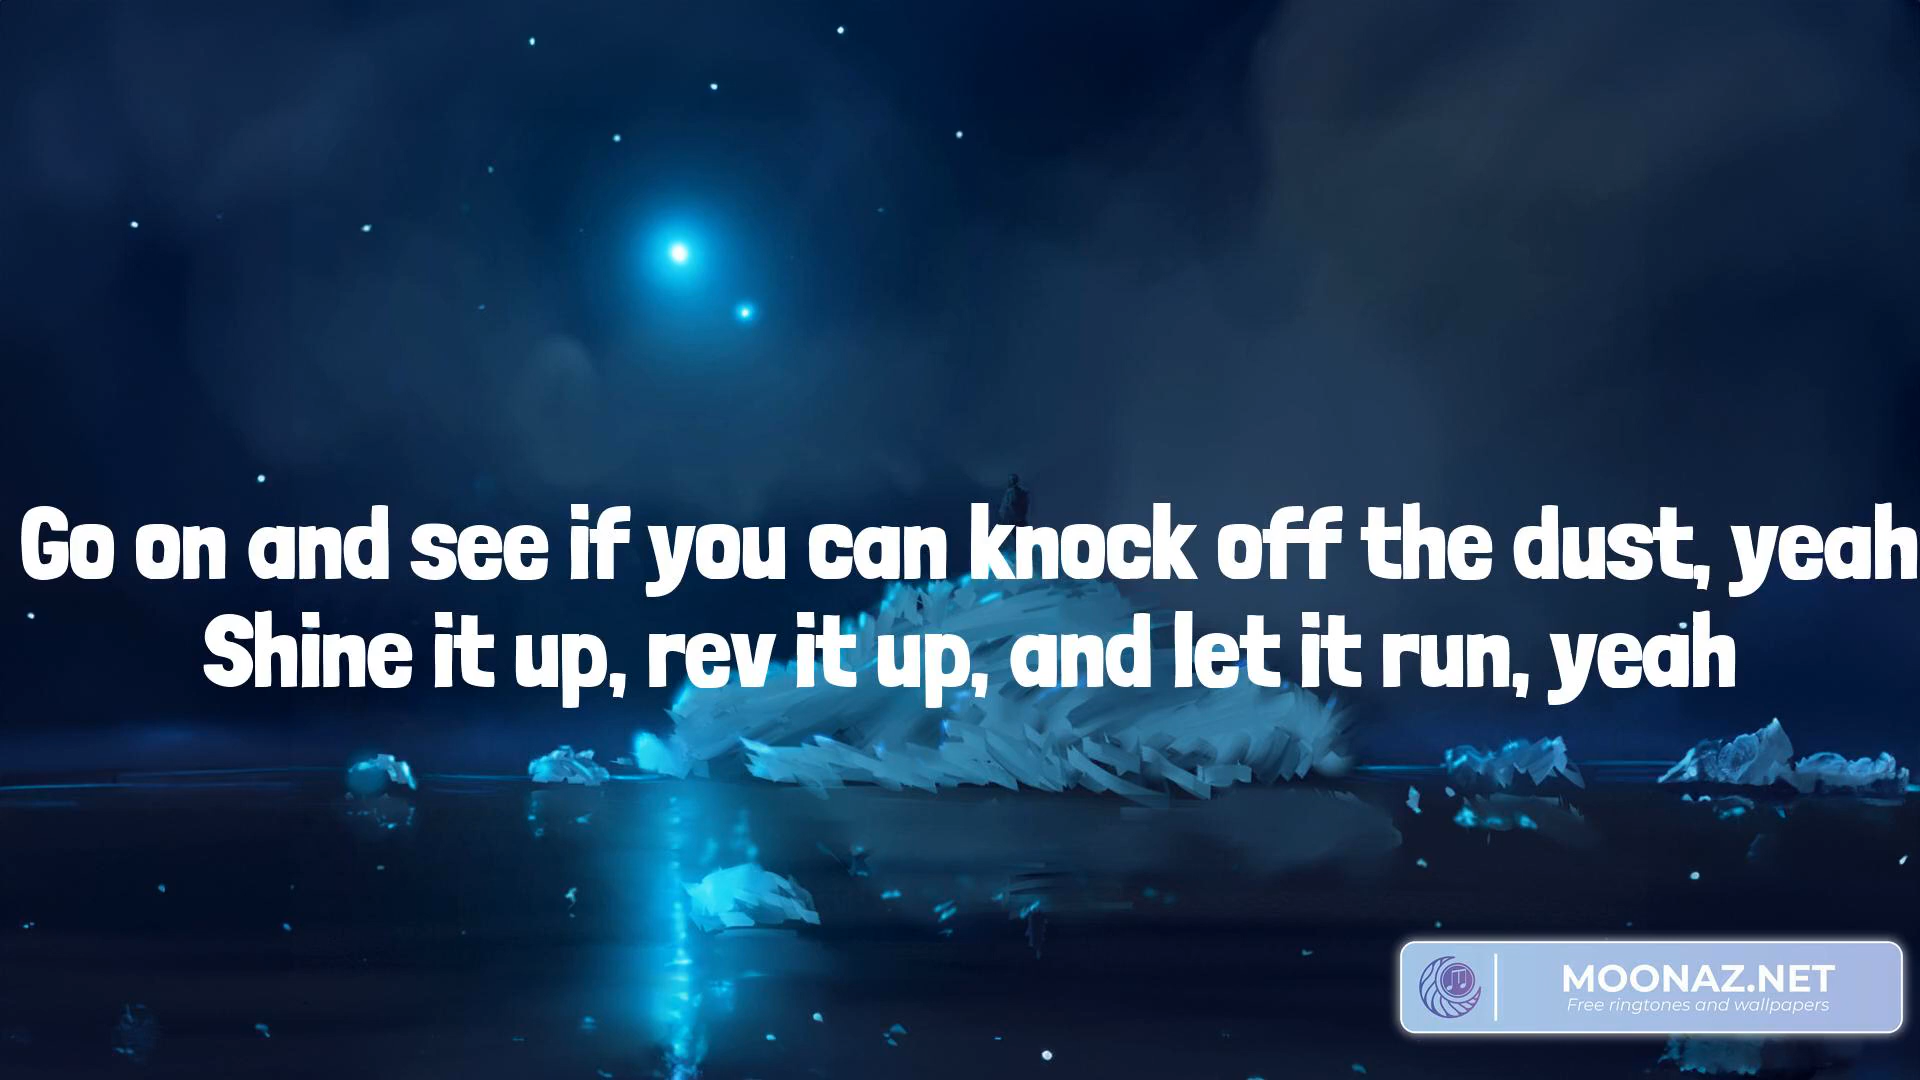 Go on and see if you can knock off the dust, yeah
Shine it up, rev it up, and let it run, yeah
MOONAZ.NET
Free ringtones and wallpapers